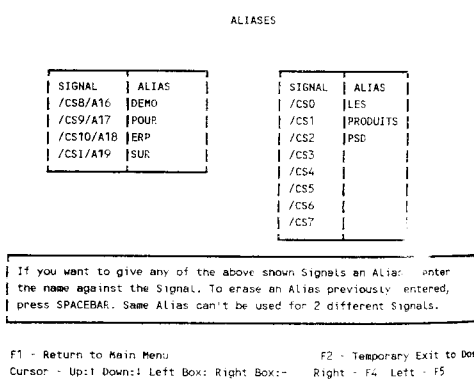 ALIASES
SIGNAL ALIAS
/CS8/A16 DEMO
/CS9/A17 POUR
/CS10/A18 ERP
/CSI/A19 SUR
SIGNAL ALIAS
/CS0 LES
/CS1 PRODUITS
/CS2 PSD
/CS3
/CS4
/CS5
/CS6
/CS7
If you want to give any of the above shown Signals an Alias enter
the name against the Signal. To erase an Alias previously entered,
press SPACEBAR. Same Alias can't be used for 2 different Signals.
F1 - Return to Main Menu F2 - Temporary Exit to Dos
Cursor - Up:↑ Down:↓ Left Box: Right Box:- Right - F4 Left - F5